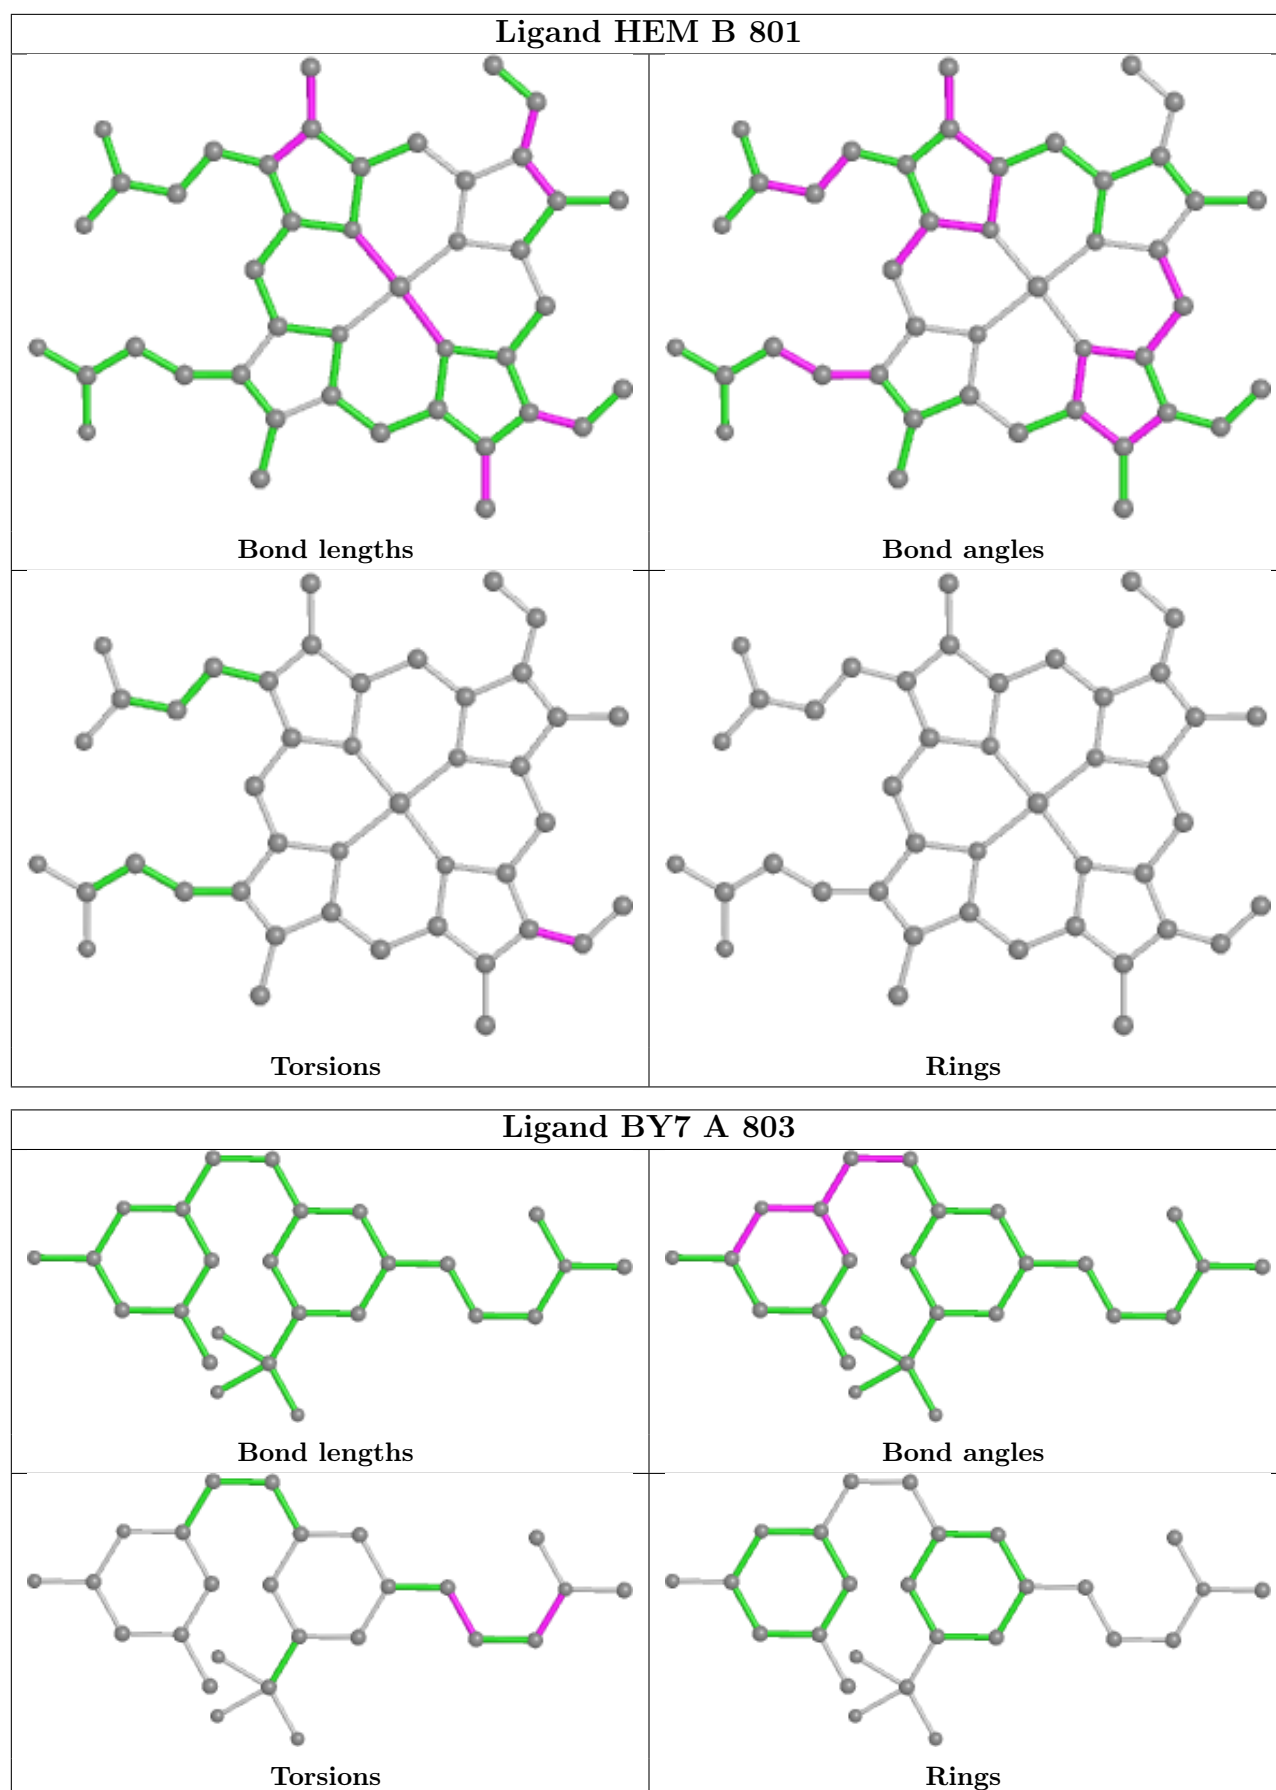 Ligand HEM B 801
Bond lengths
Bond angles
Torsions
Rings
Ligand BY7 A 803
Bond lengths
Bond angles
Torsions
Rings